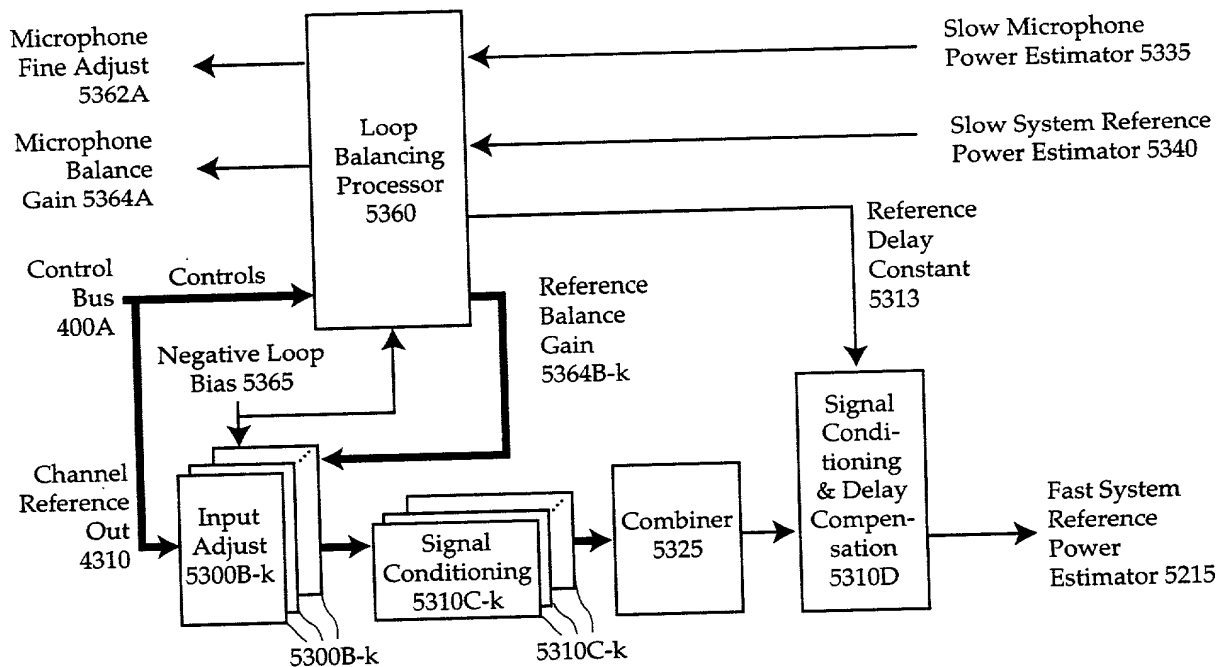 Microphone
Fine Adjust
5362A
Microphone
Balance
Gain 5364A
Loop
Balancing
Processor
5360
Slow Microphone
Power Estimator 5335
Slow System Reference
Power Estimator 5340
Reference
Delay
Constant
5313
Control
Bus
400A
Controls
Reference
Balance
Gain
5364B-k
Negative Loop
Bias 5365
Channel
Reference
Out
4310
Input
Adjust
5300B-k
Signal
Conditioning
5310C-k
Combiner
5325
Signal
Condi-
tioning
& Delay
Compen-
sation
5310D
Fast System
Reference
Power
Estimator 5215
5300B-k
5310C-k